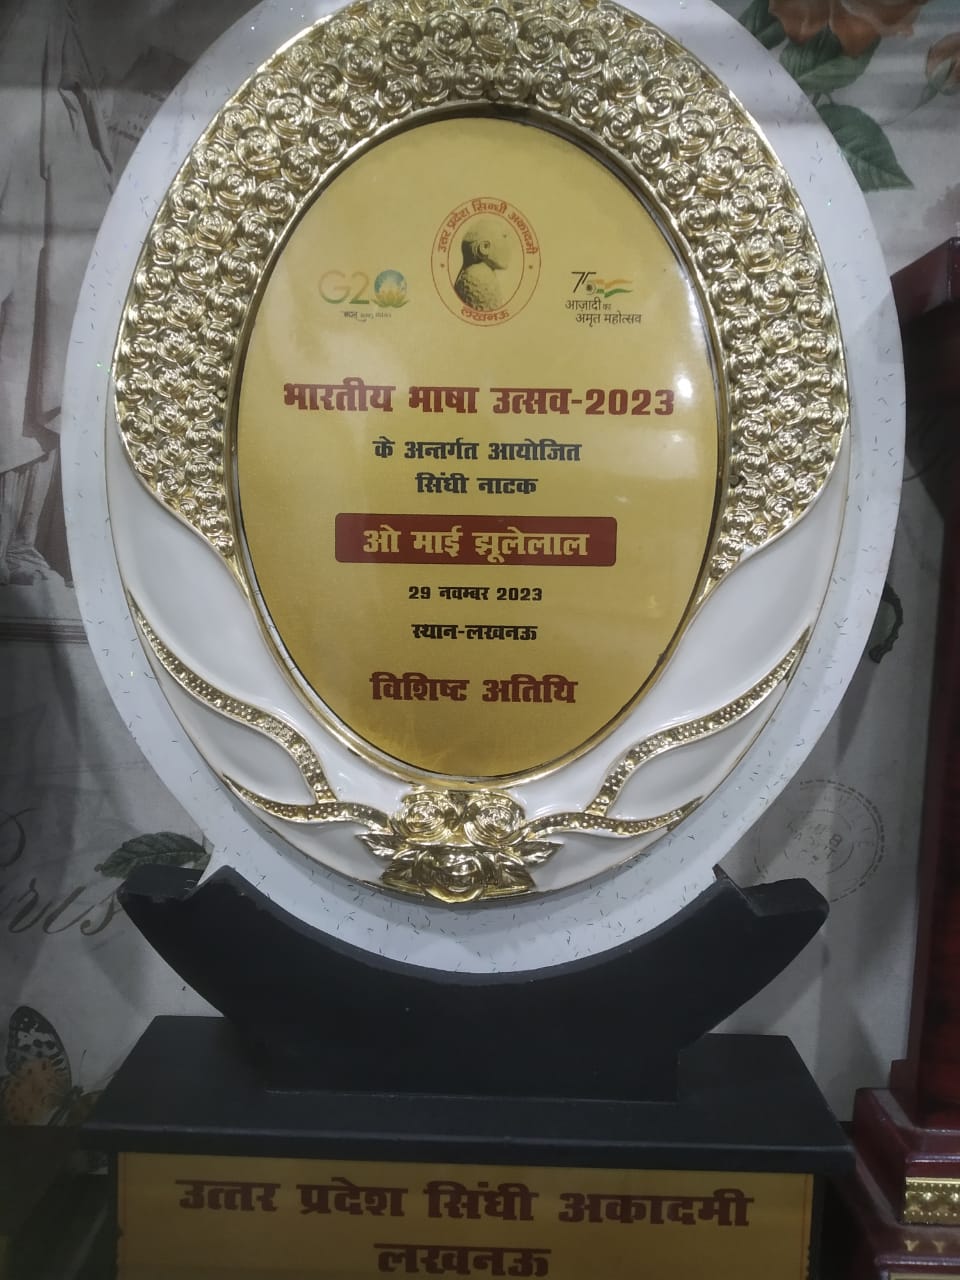 उत्तर प्रदेश सिन्धी अकादमी
लखनऊ
G20
75
आज़ादी का
अमृत महोत्सव
भारतीय भाषा उत्सव-2023
के अन्तर्गत आयोजित
सिंधी नाटक
ओ माई झूलेलाल
29 नवम्बर 2023
स्थान-लखनऊ
विशिष्ट अतिथि
उत्तर प्रदेश सिंधी अकादमी
लखनऊ